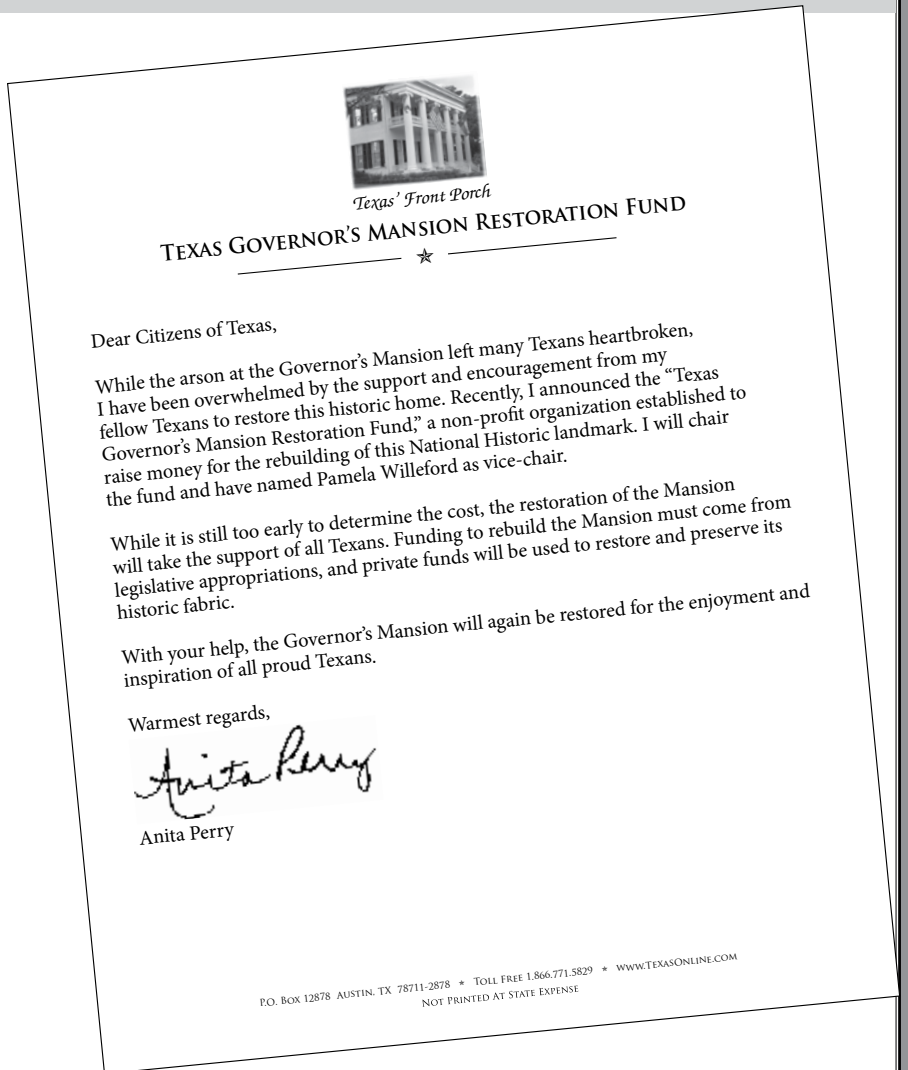 Texas' Front Porch
Texas Governor's Mansion Restoration Fund
Dear Citizens of Texas,
While the arson at the Governor's Mansion left many Texans heartbroken,
I have been overwhelmed by the support and encouragement from my
fellow Texans to restore this historic home. Recently, I announced the “Texas
Governor's Mansion Restoration Fund,” a non-profit organization established to
raise money for the rebuilding of this National Historic landmark. I will chair
the fund and have named Pamela Willeford as vice-chair.
While it is still too early to determine the cost, the restoration of the Mansion
will take the support of all Texans. Funding to rebuild the Mansion must come from
legislative appropriations, and private funds will be used to restore and preserve its
historic fabric.
With your help, the Governor's Mansion will again be restored for the enjoyment and
inspiration of all proud Texans.
Warmest regards,
Anita Perry
Anita Perry
P.O. Box 12878 Austin, TX 78711-2878 * Toll Free 1.866.771.5829 * www.TexasOnline.com
Not Printed At State Expense